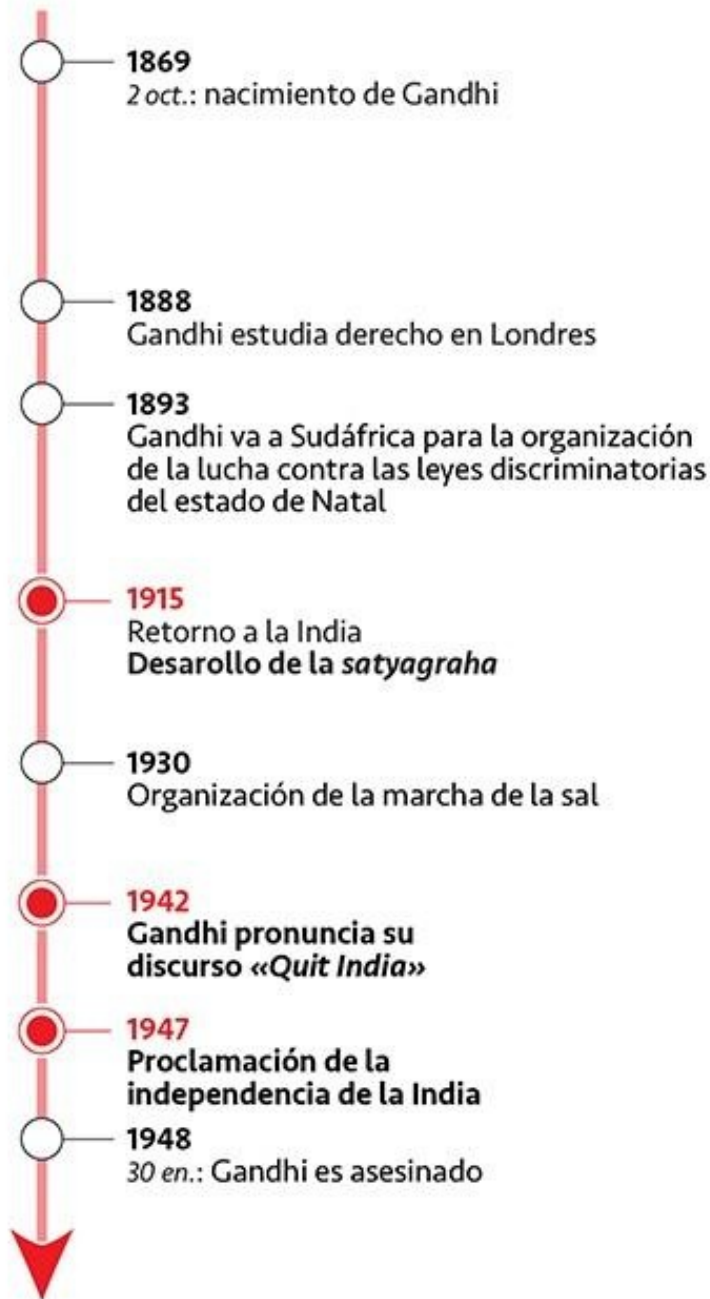 1869
2 oct.: nacimiento de Gandhi
1888
Gandhi estudia derecho en Londres
1893
Gandhi va a Sudáfrica para la organización
de la lucha contra las leyes discriminatorias
del estado de Natal
1915
Retorno a la India
Desarollo de la satyagraha
1930
Organización de la marcha de la sal
1942
Gandhi pronuncia su
discurso «Quit India»
1947
Proclamación de la
independencia de la India
1948
30 en.: Gandhi es asesinado